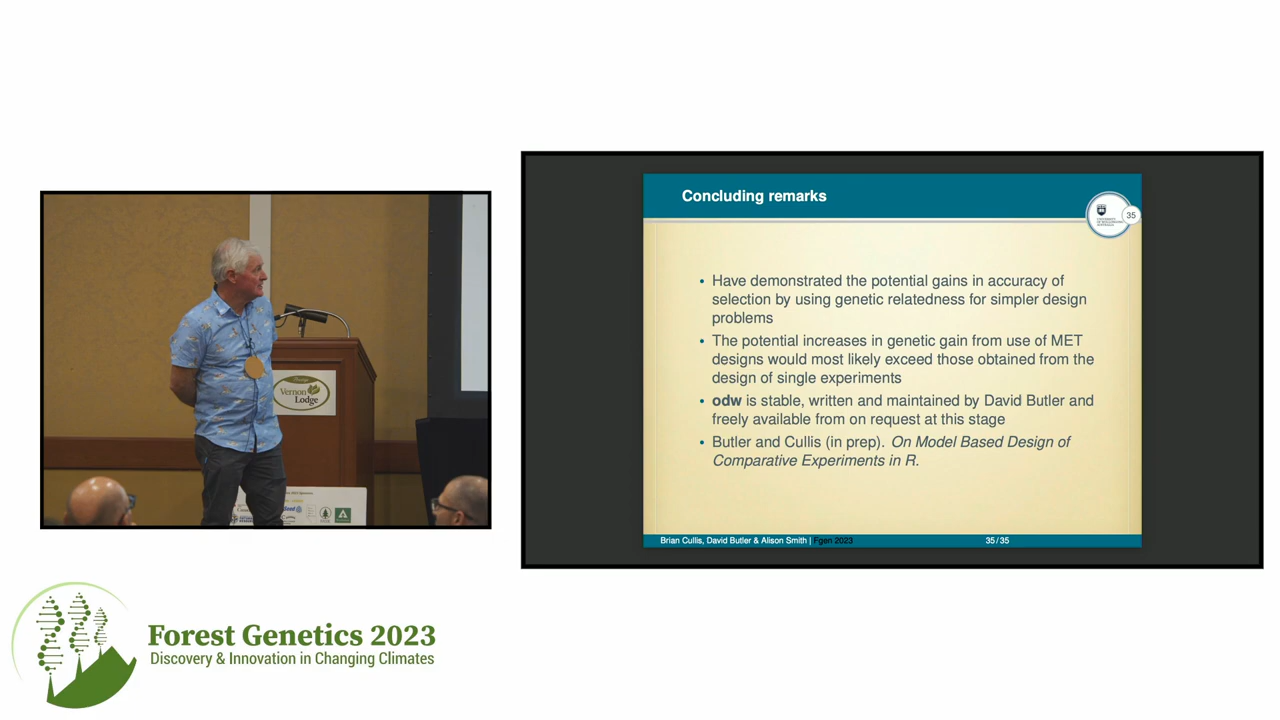 Concluding remarks
35
• Have demonstrated the potential gains in accuracy of
selection by using genetic relatedness for simpler design
problems
• The potential increases in genetic gain from use of MET
designs would most likely exceed those obtained from the
design of single experiments
• odw is stable, written and maintained by David Butler and
freely available from on request at this stage
• Butler and Cullis (in prep). On Model Based Design of
Comparative Experiments in R.
Brian Cullis, David Butler & Alison Smith | Fgen 2023
35/35
Vernon
Lodge
Forest Genetics 2023
Discovery & Innovation in Changing Climates